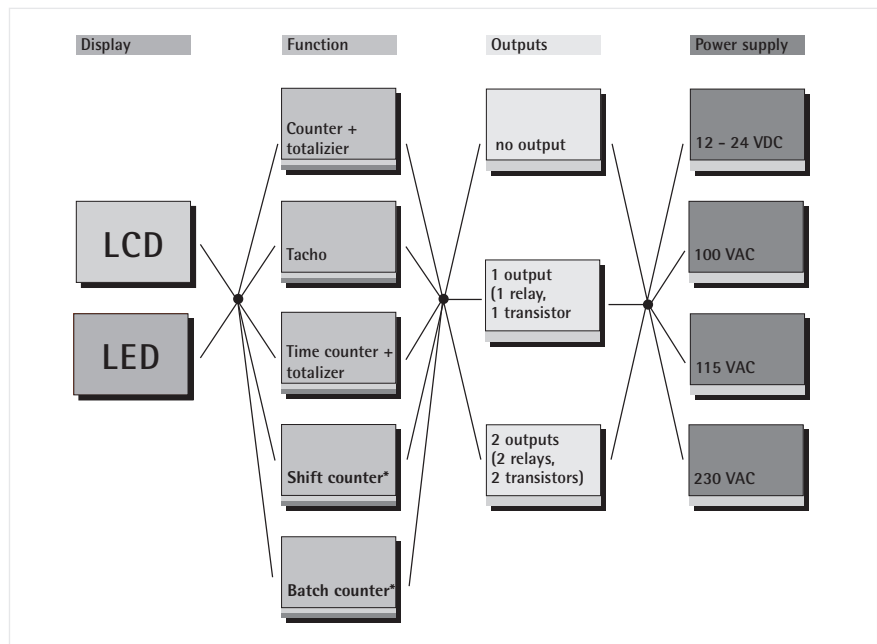 Display
Function
Outputs
Power supply
LCD
LED
Counter +
totalizier
Tacho
Time counter +
totalizer
Shift counter*
Batch counter*
no output
1 output
(1 relay,
1 transistor
2 outputs
(2 relays,
2 transistors)
12 - 24 VDC
100 VAC
115 VAC
230 VAC